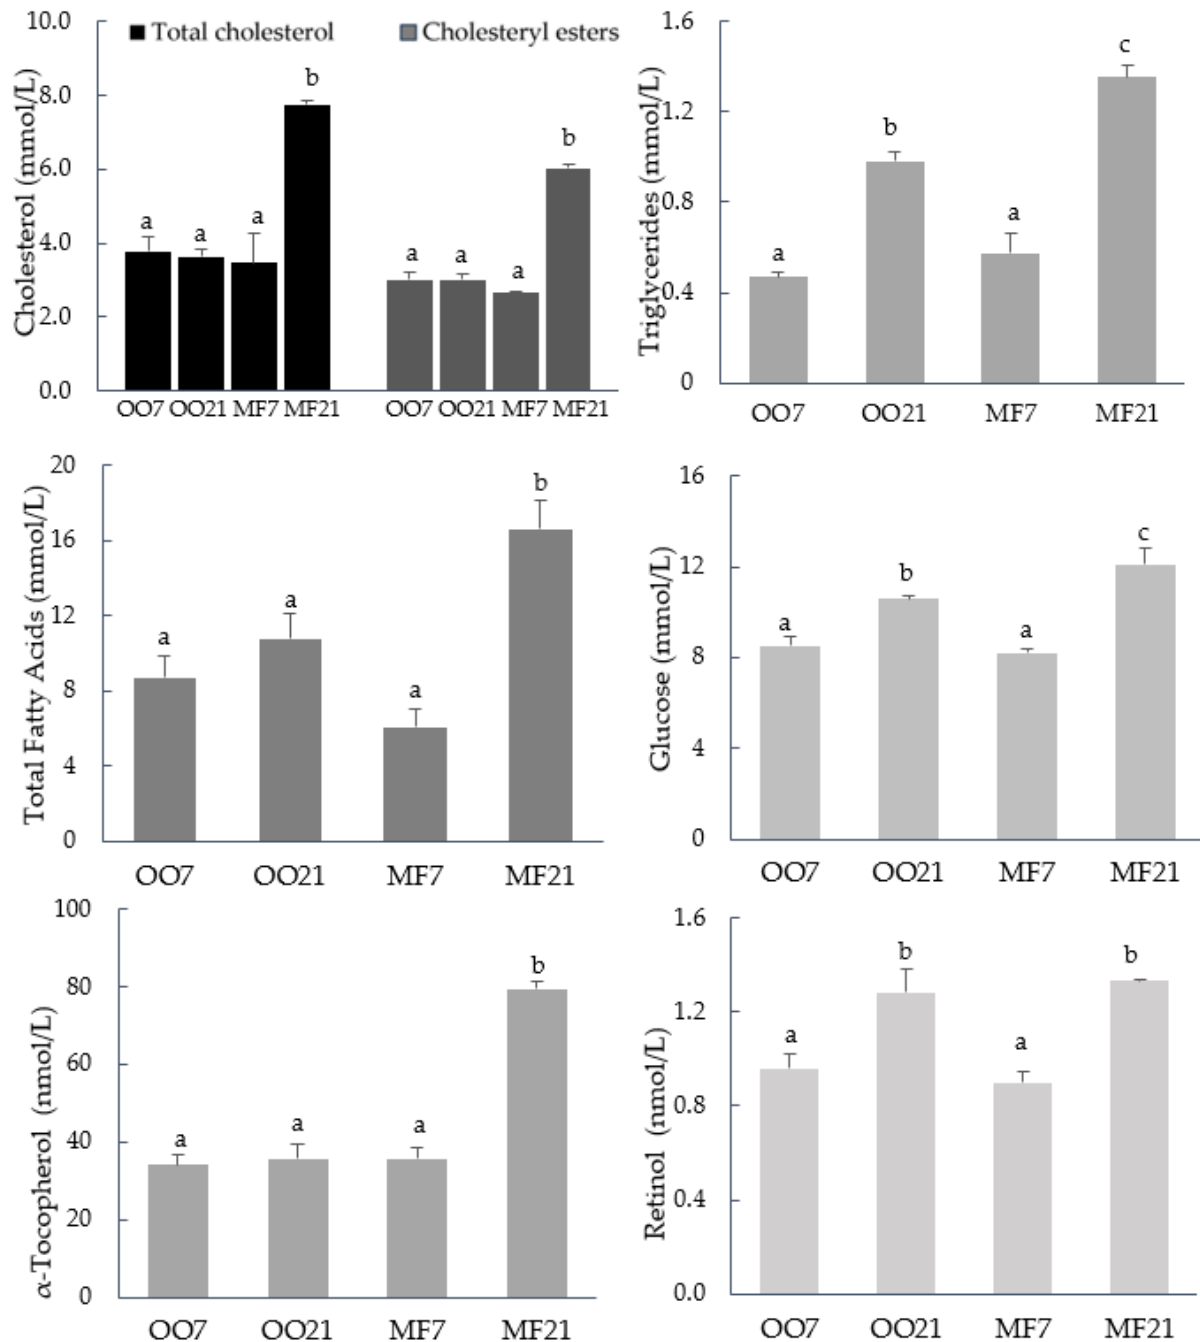 Total cholesterol Cholesteryl esters
Cholesterol (mmol/L)
10.0
8.0
6.0
4.0
2.0
0.0
a a a b a a a b
OO7 OO21 MF7 MF21 OO7 OO21 MF7 MF21
Triglycerides (mmol/L)
1.6
1.2
0.8
0.4
0
a b a c
OO7 OO21 MF7 MF21
Total Fatty Acids (mmol/L)
20
16
12
8
4
0
a a a b
OO7 OO21 MF7 MF21
Glucose (mmol/L)
16
12
8
4
0
a b a c
OO7 OO21 MF7 MF21
α-Tocopherol (nmol/L)
100
80
60
40
20
0
a a a b
OO7 OO21 MF7 MF21
Retinol (nmol/L)
1.6
1.2
0.8
0.4
0.0
a b a b
OO7 OO21 MF7 MF21